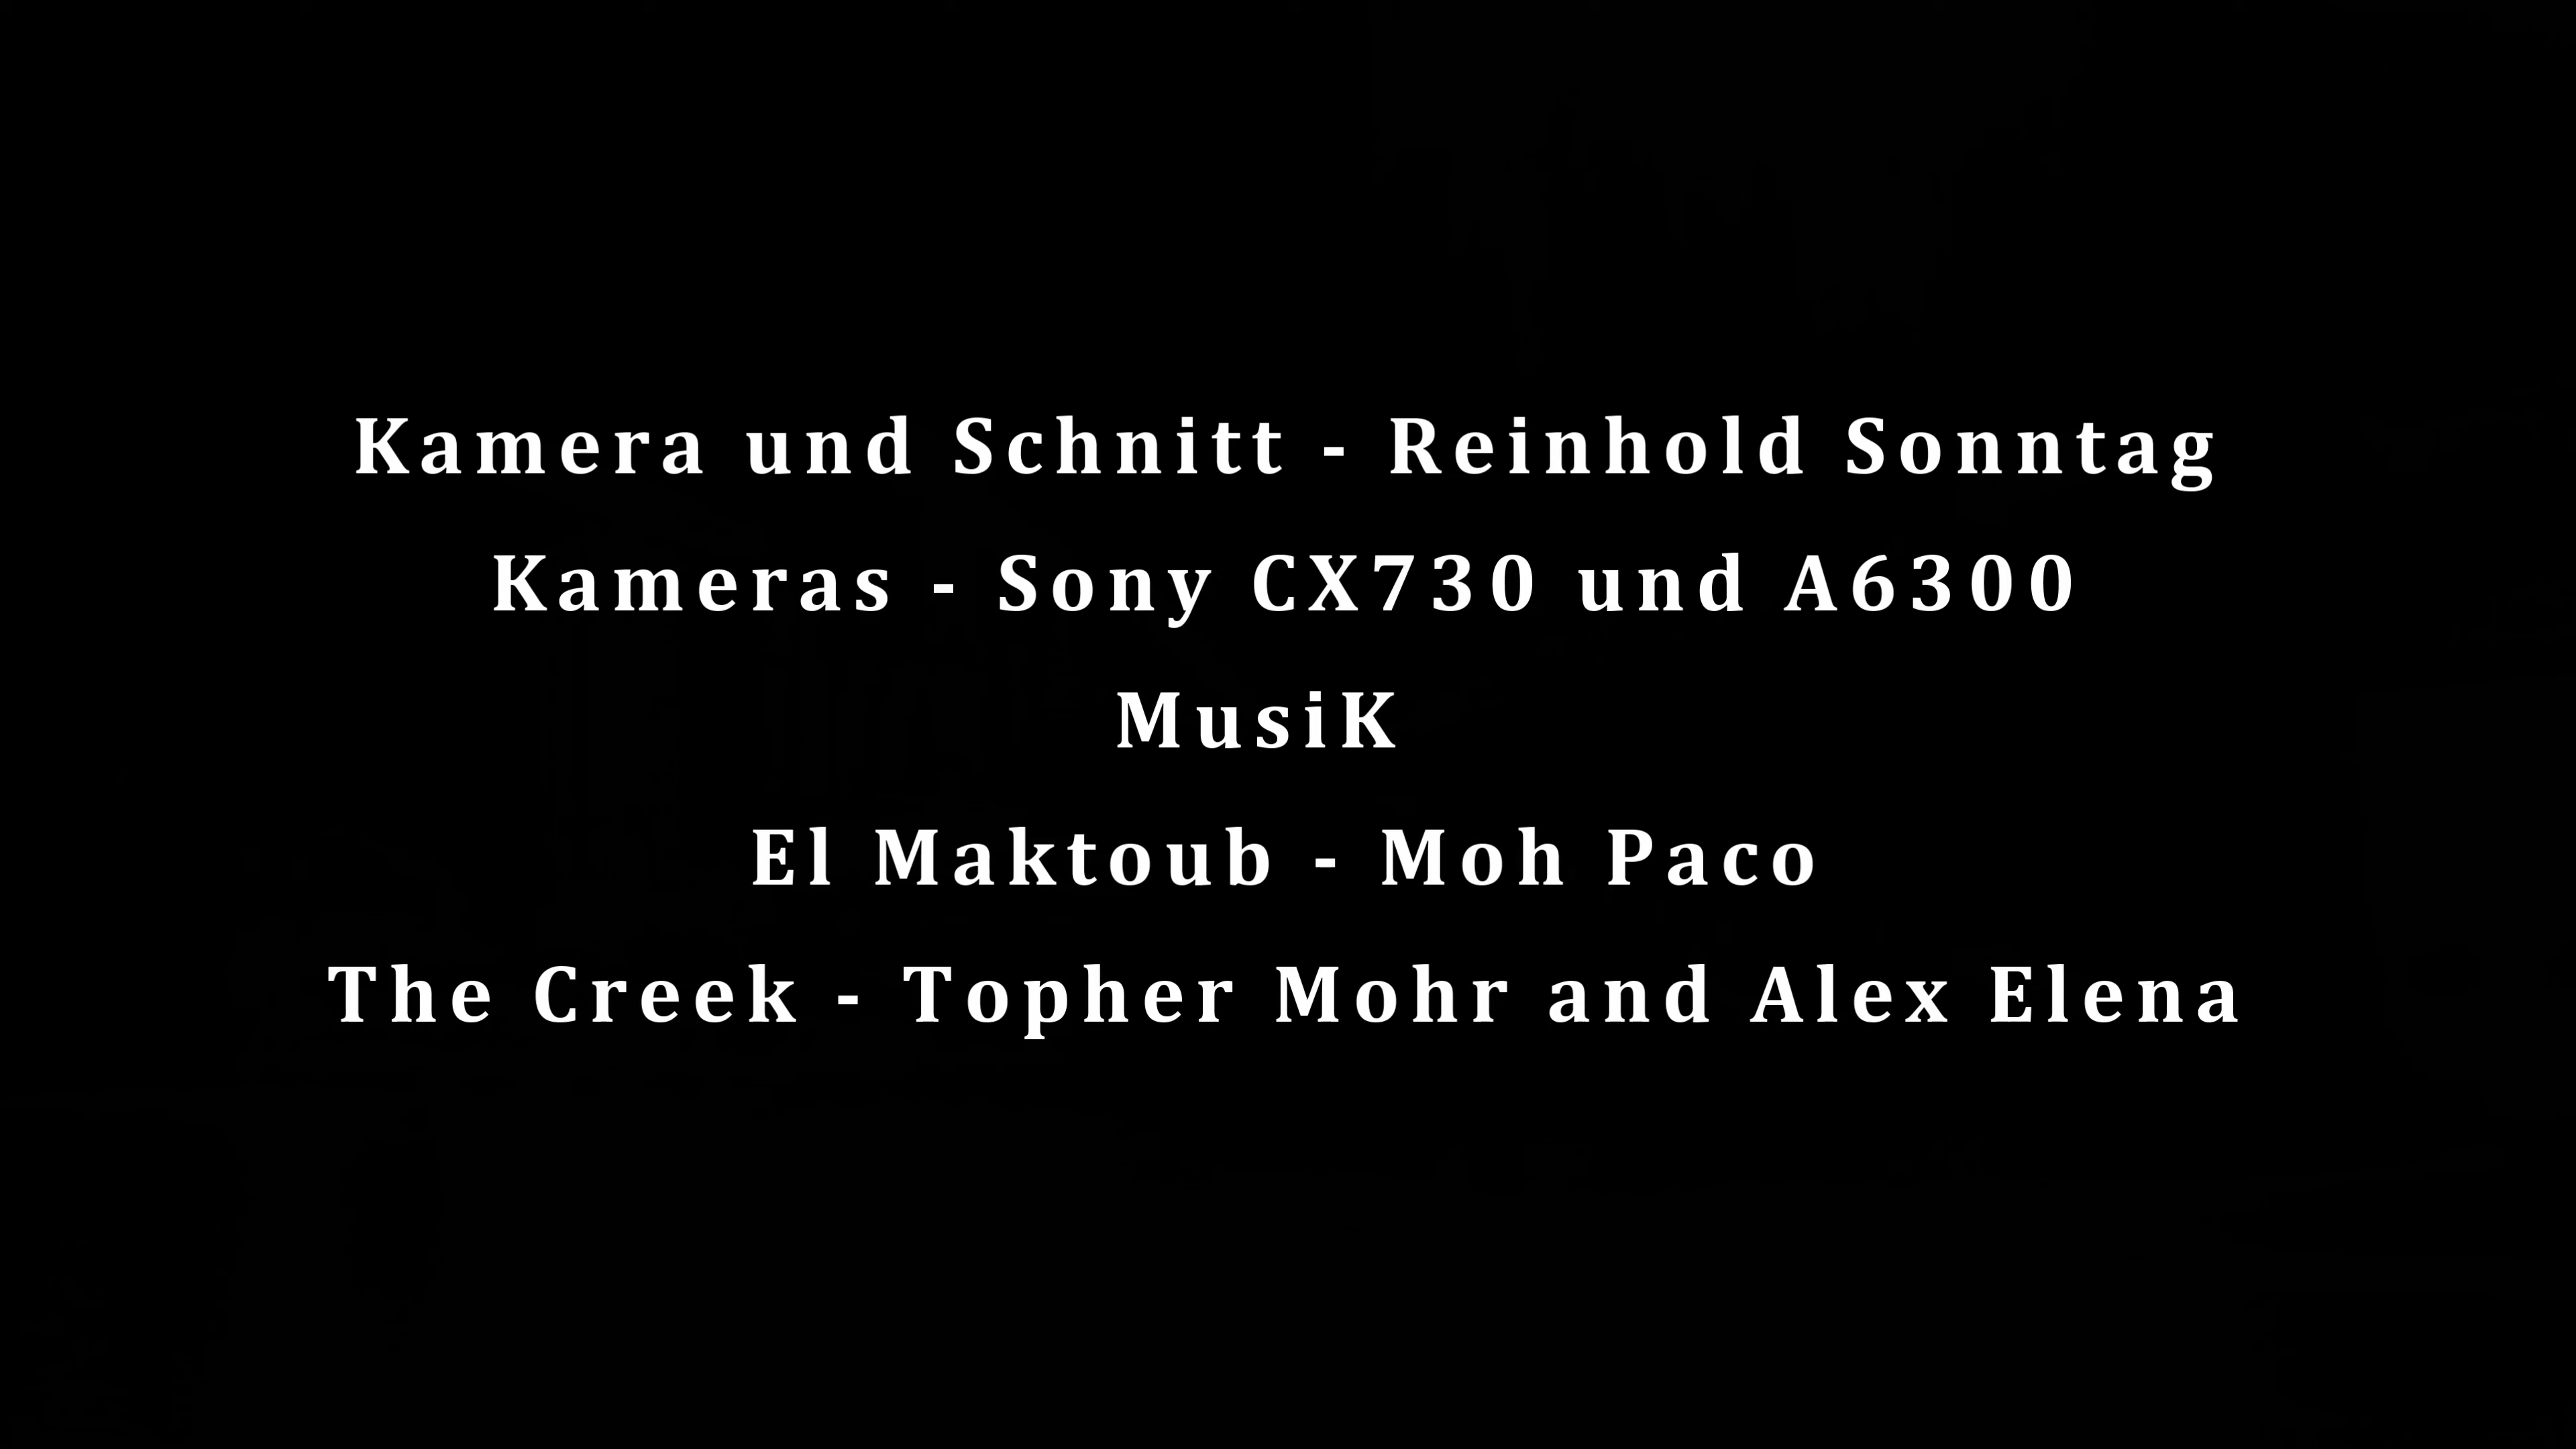 Kamera und Schnitt - Reinhold Sonntag
Kameras - Sony CX730 und A6300
MusiK
El Maktoub - Moh Paco
The Creek - Topher Mohr and Alex Elena